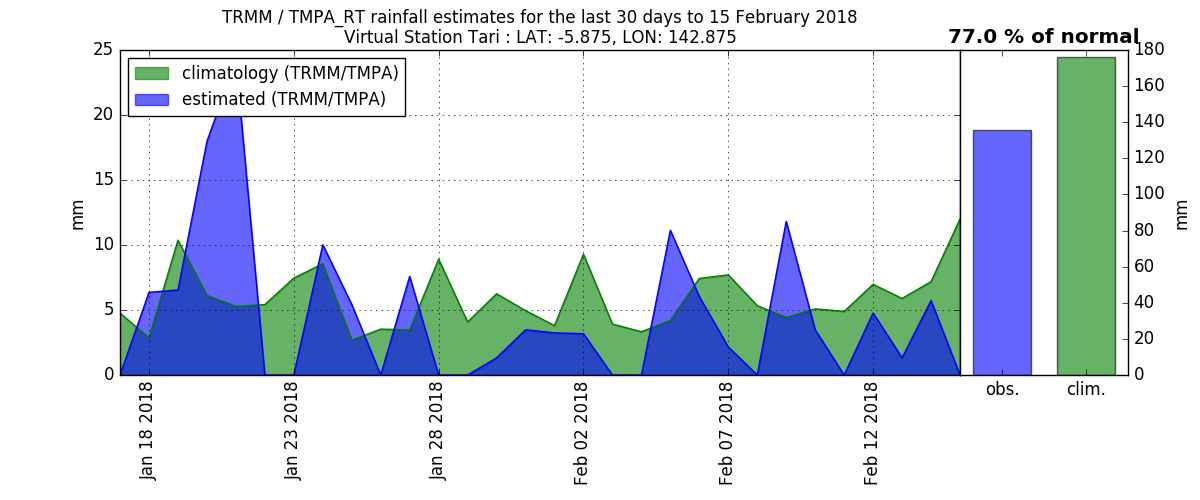 TRMM / TMPA_RT rainfall estimates for the last 30 days to 15 February 2018
Virtual Station Tari : LAT: -5.875, LON: 142.875
77.0 % of normal
climatology (TRMM/TMPA)
estimated (TRMM/TMPA)
25
20
15
10
5
0
mm
180
160
140
120
100
80
60
40
20
0
mm
Jan 18 2018
Jan 23 2018
Jan 28 2018
Feb 02 2018
Feb 07 2018
Feb 12 2018
obs.
clim.